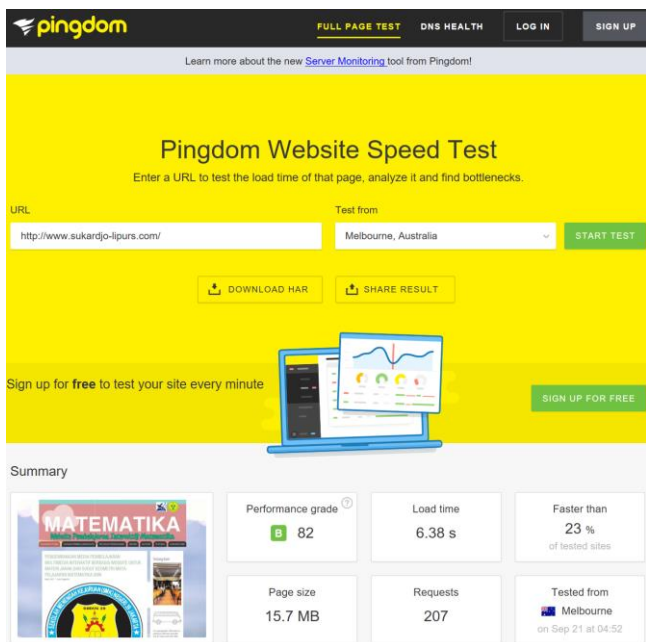 pingdom
FULL PAGE TEST DNS HEALTH LOG IN SIGN UP
Learn more about the new Server Monitoring tool from Pingdom!
Pingdom Website Speed Test
Enter a URL to test the load time of that page, analyze it and find bottlenecks.
URL Test from
http://www.sukardjo-lipurs.com/ Melbourne, Australia START TEST
DOWNLOAD HAR SHARE RESULT
Sign up for free to test your site every minute
SIGN UP FOR FREE
Summary
MATEMATIKA
Performance grade ?
B 82
Load time
6.38 s
Faster than
23 %
of tested sites
Page size
15.7 MB
Requests
207
Tested from
Melbourne
on Sep 21 at 04:52